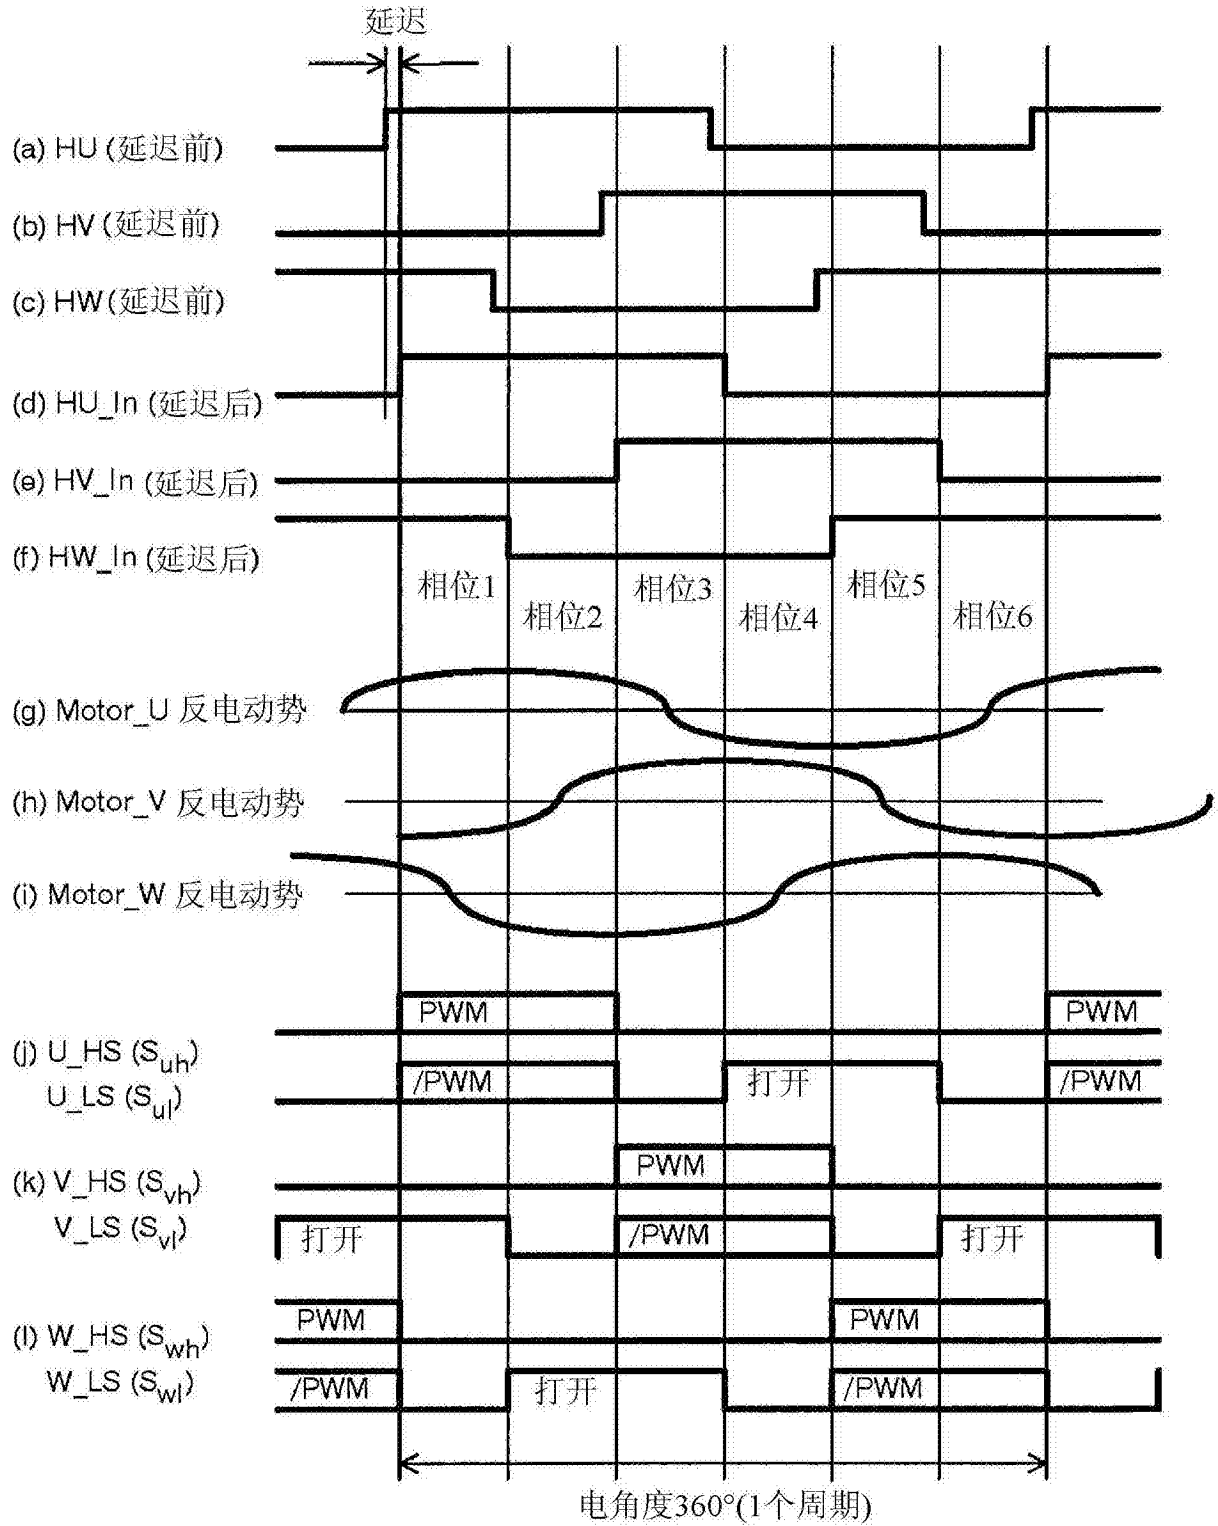 延迟
(a) HU (延迟前)
(b) HV (延迟前)
(c) HW (延迟前)
(d) HU_In (延迟后)
(e) HV_In (延迟后)
(f) HW_In (延迟后)
相位1
相位2
相位3
相位4
相位5
相位6
(g) Motor_U 反电动势
(h) Motor_V 反电动势
(i) Motor_W 反电动势
PWM
PWM
(j) U_HS (Suh)
U_LS (Sul)
/PWM
打开
/PWM
PWM
(k) V_HS (Svh)
V_LS (Svl)
打开
/PWM
打开
PWM
PWM
(l) W_HS (Swh)
W_LS (Swl)
/PWM
打开
/PWM
电角度360°(1个周期)